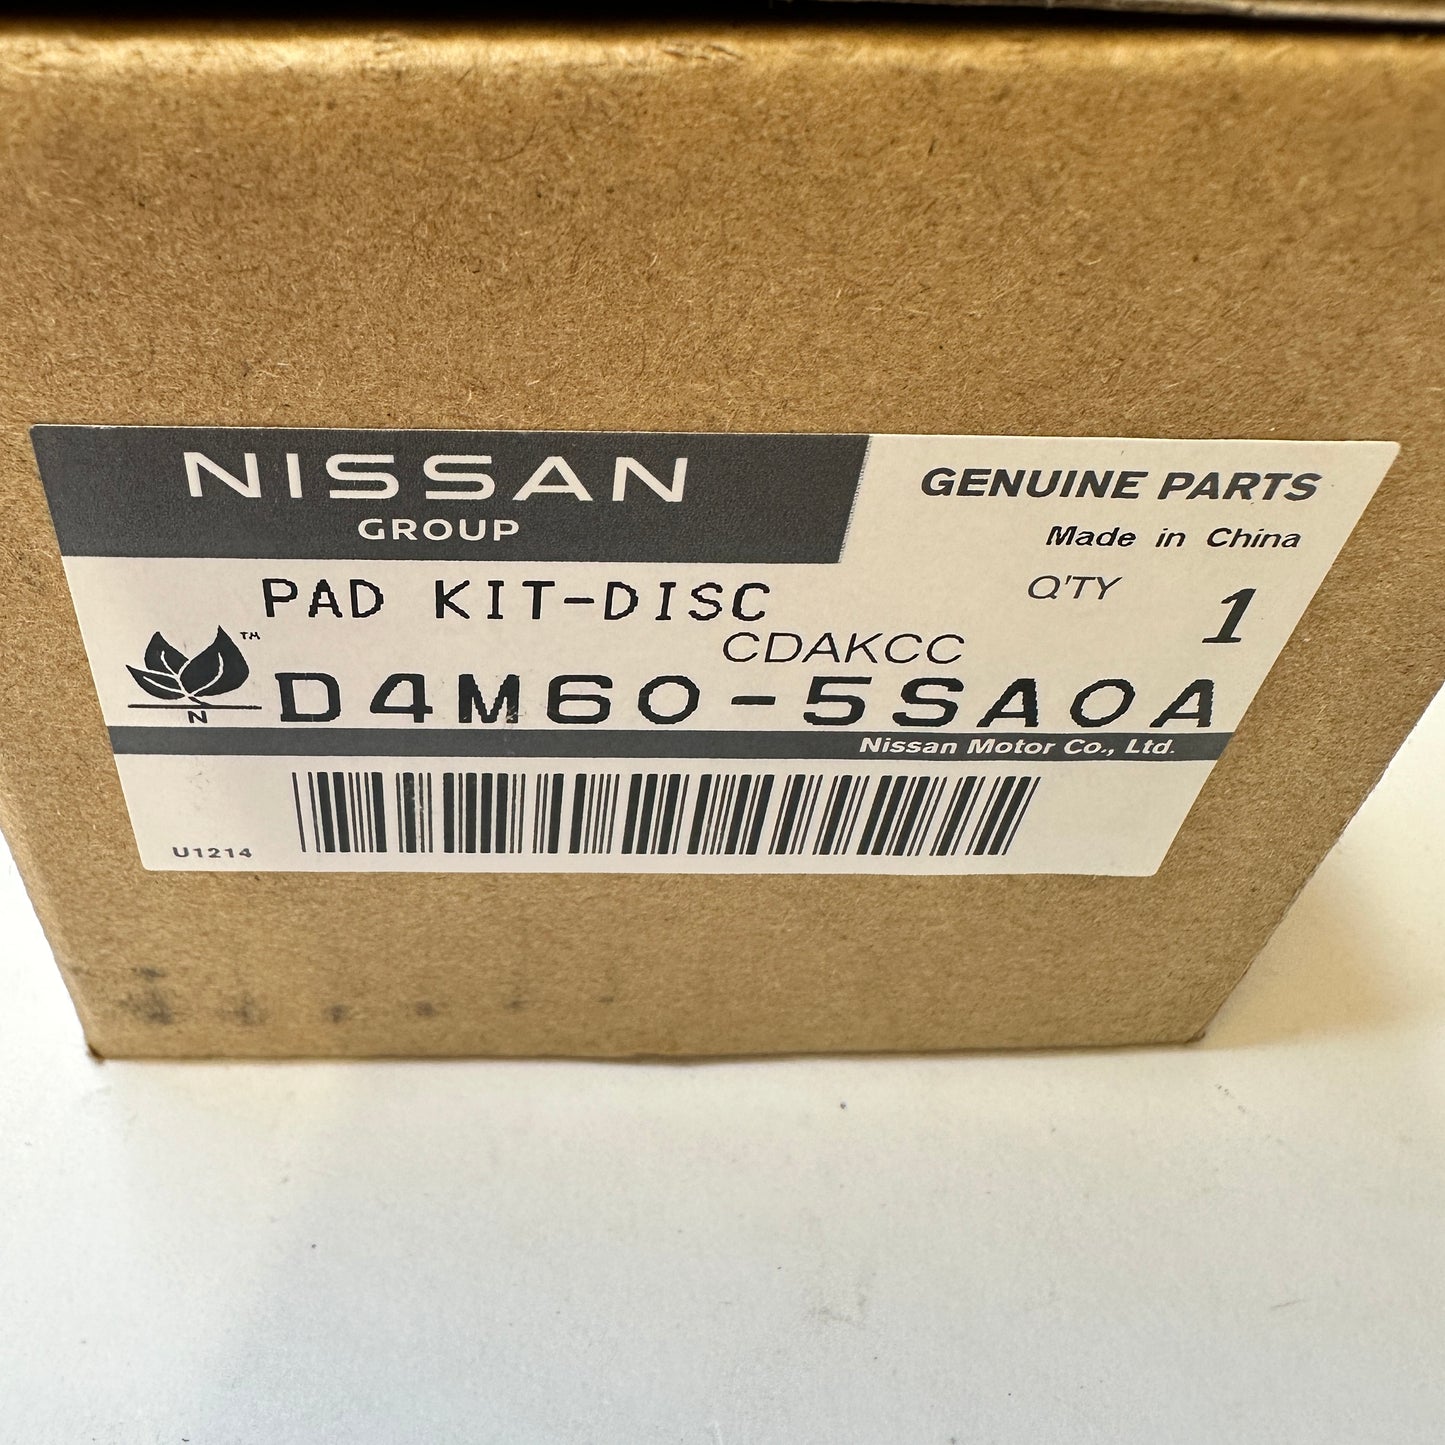 NISSAN
GROUP
GENUINE PARTS
Made in China
PAD KIT-DISC
Q'TY 1
CDAKCC
TM
N
D4M60-5SA0A
Nissan Motor Co., Ltd.
U1214